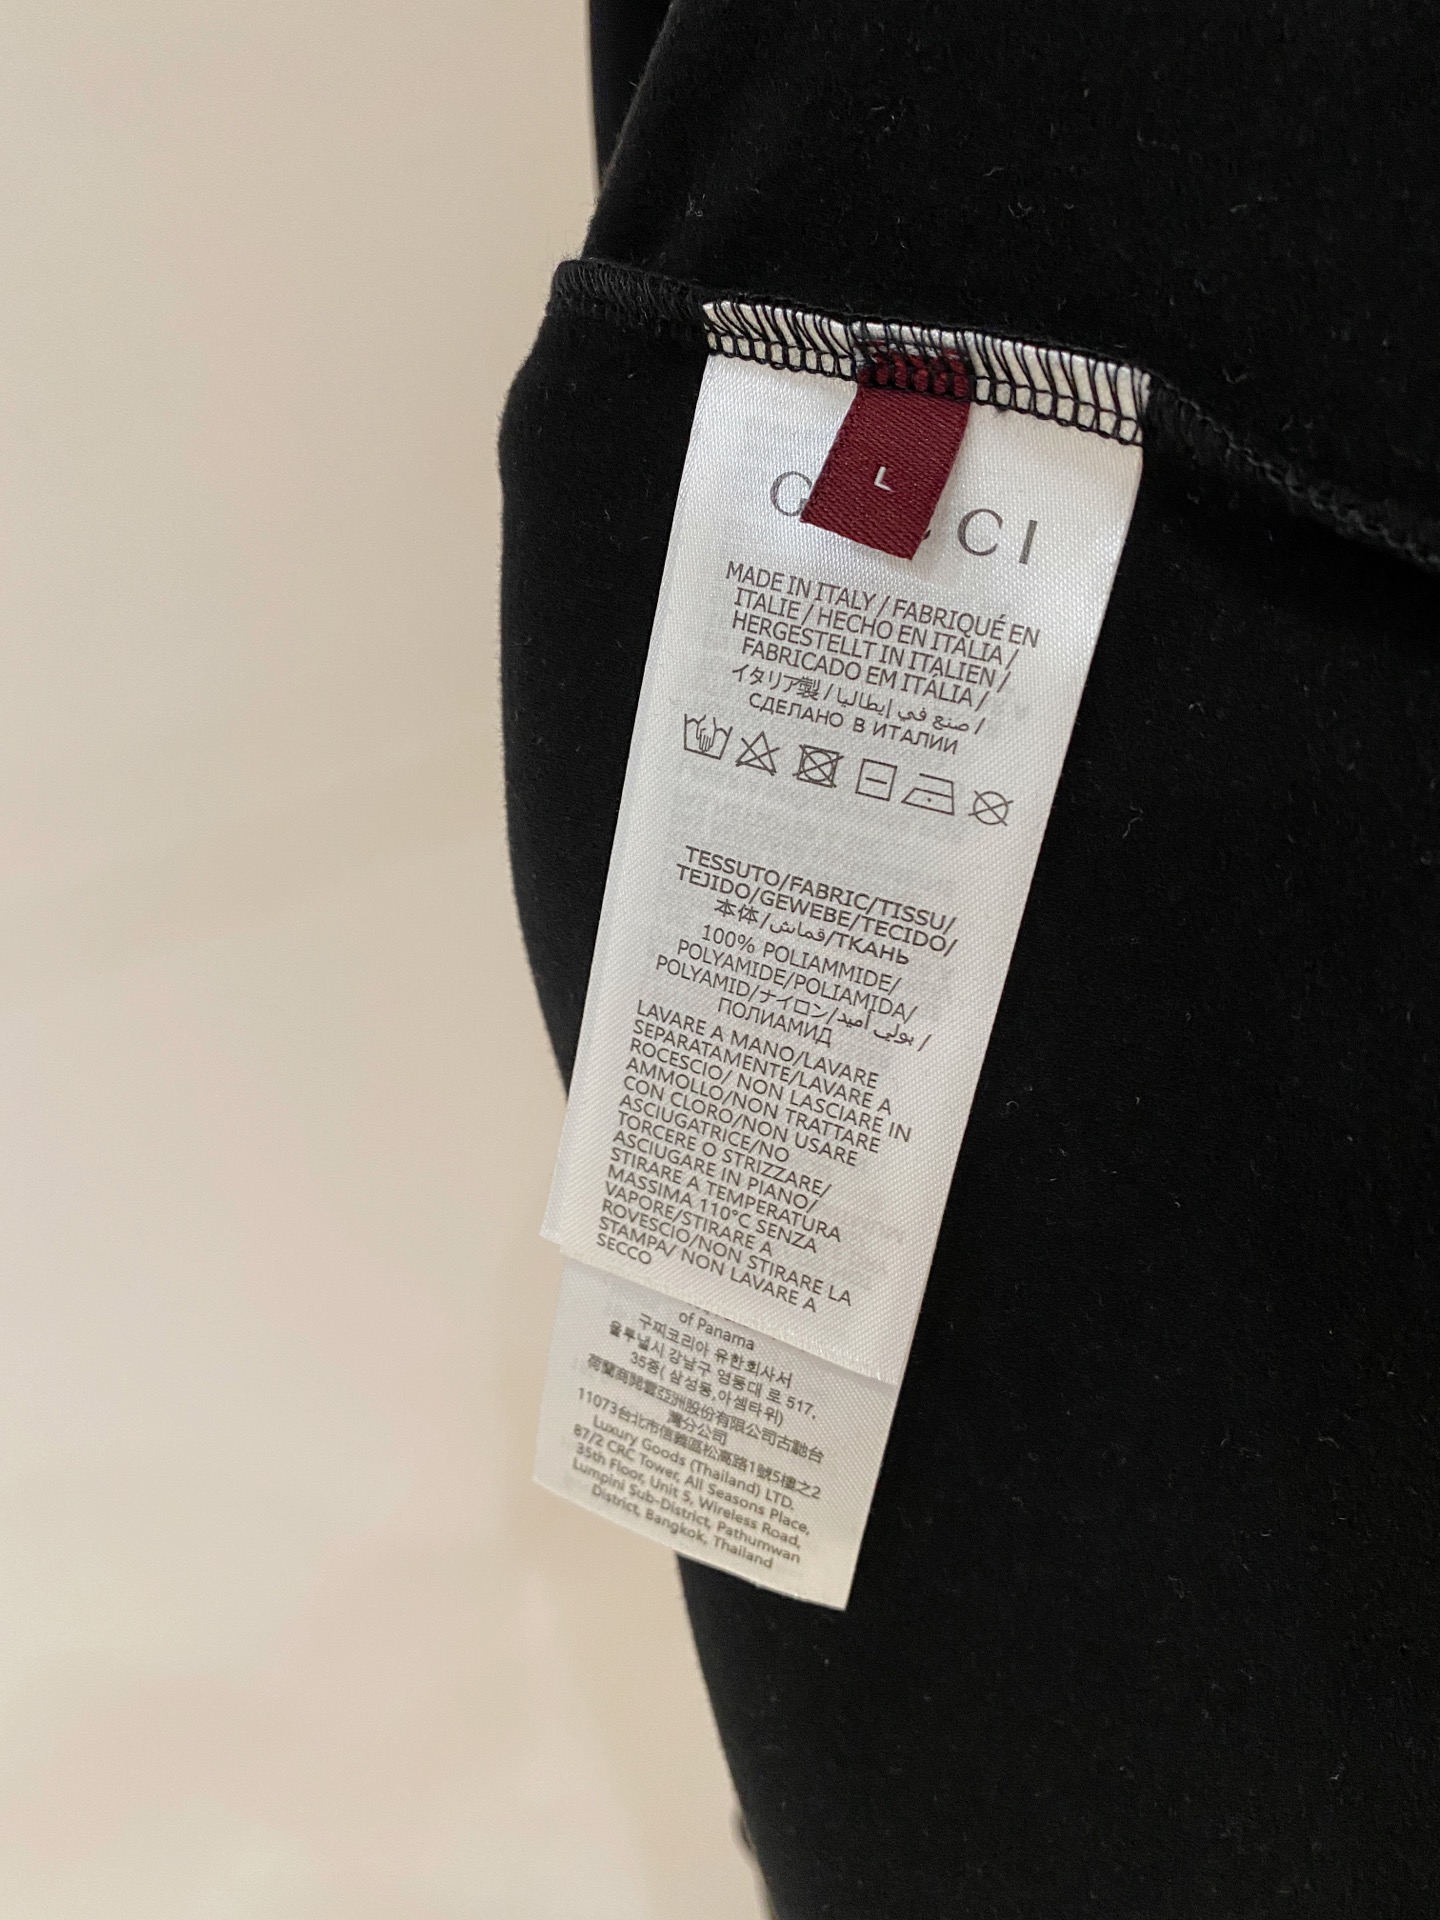 L
G CCI
MADE IN ITALY / FABRIQUÉ EN
ITALIE / HECHO EN ITALIA /
HERGESTELLT IN ITALIEN /
FABRICADO EM ITÁLIA /
イタリア製 / صنع في إيطاليا /
СДЕЛАНО В ИТАЛИИ
TESSUTO/FABRIC/TISSU/
TEJIDO/GEWEBE/TECIDO/
本体/قماش/ТКАНЬ
100% POLIAMMIDE/
POLYAMIDE/POLIAMIDA/
POLYAMID/ナイロン/بولي أميد /
ПОЛИАМИД
LAVARE A MANO/LAVARE
SEPARATAMENTE/LAVARE A
ROCESCIO/ NON LASCIARE IN
AMMOLLO/NON TRATTARE
CON CLORO/NON USARE
ASCIUGATRICE/NO
TORCERE O STRIZZARE/
ASCIUGARE IN PIANO/
STIRARE A TEMPERATURA
MASSIMA 110°C SENZA
VAPORE/STIRARE A
ROVESCIO/NON STIRARE LA
STAMPA/ NON LAVARE A
SECCO
of Panama
구찌코리아 유한회사서
울투넬시 강남구 영동대 로 517,
35중( 삼성동,아셈타위)
荷蘭商開雲亞洲股份有限公司古馳台
灣分公司
11073台北市信義區松高路1號5樓之2
Luxury Goods (Thailand) LTD.
87/2 CRC Tower, All Seasons Place,
35th Floor, Unit 5, Wireless Road,
Lumpini Sub-District, Pathumwan
District, Bangkok, Thailand